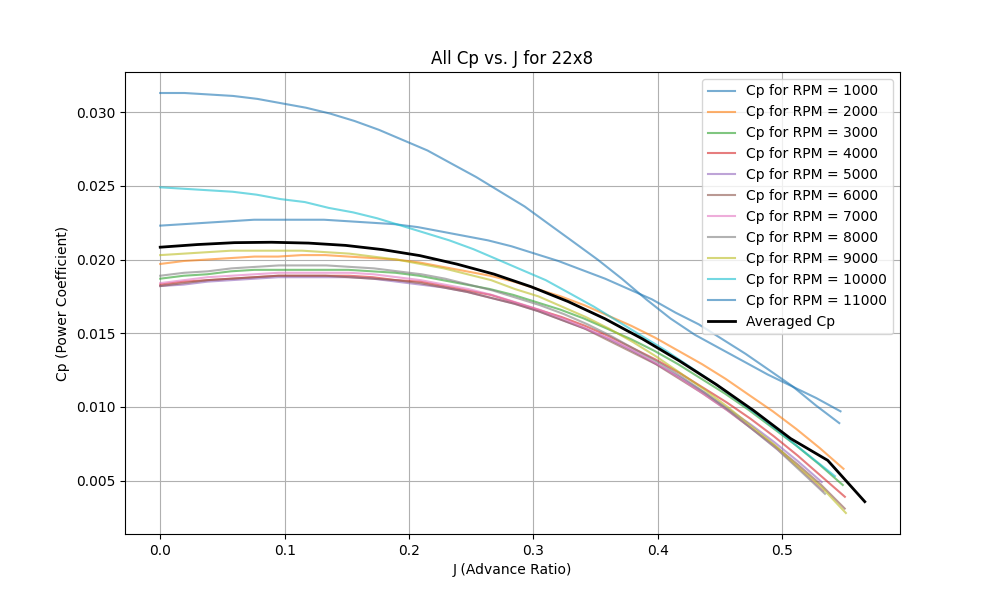 All Cp vs. J for 22x8
Cp (Power Coefficient)
0.030
0.025
0.020
0.015
0.010
0.005
0.0
0.1
0.2
0.3
0.4
0.5
J (Advance Ratio)
Cp for RPM = 1000
Cp for RPM = 2000
Cp for RPM = 3000
Cp for RPM = 4000
Cp for RPM = 5000
Cp for RPM = 6000
Cp for RPM = 7000
Cp for RPM = 8000
Cp for RPM = 9000
Cp for RPM = 10000
Cp for RPM = 11000
Averaged Cp